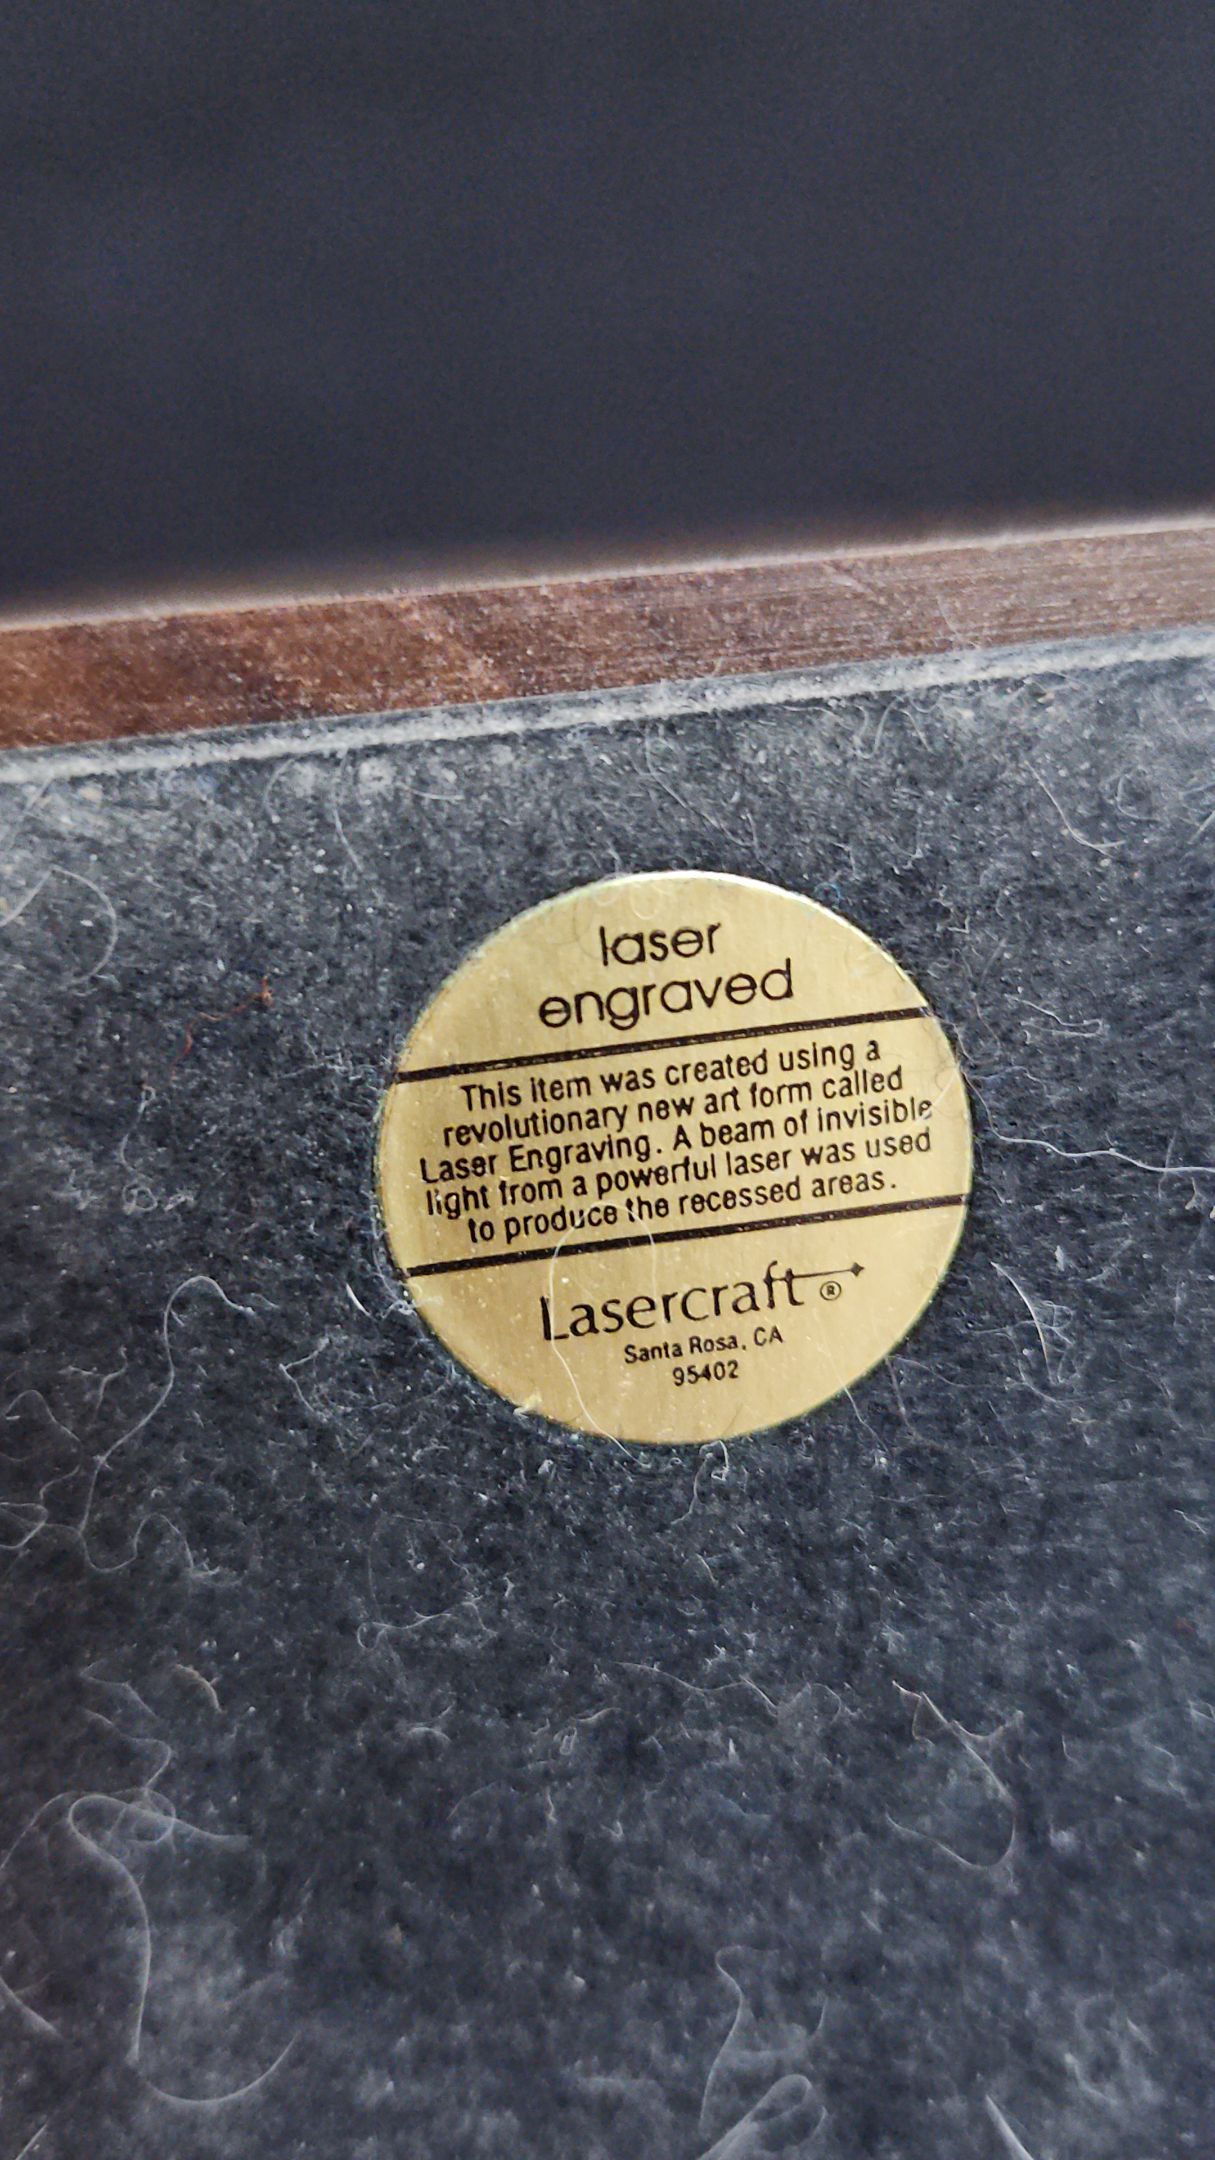 laser
engraved
This item was created using a
revolutionary new art form called
Laser Engraving. A beam of invisible
light from a powerful laser was used
to produce the recessed areas.
Lasercraft®
Santa Rosa, CA
95402